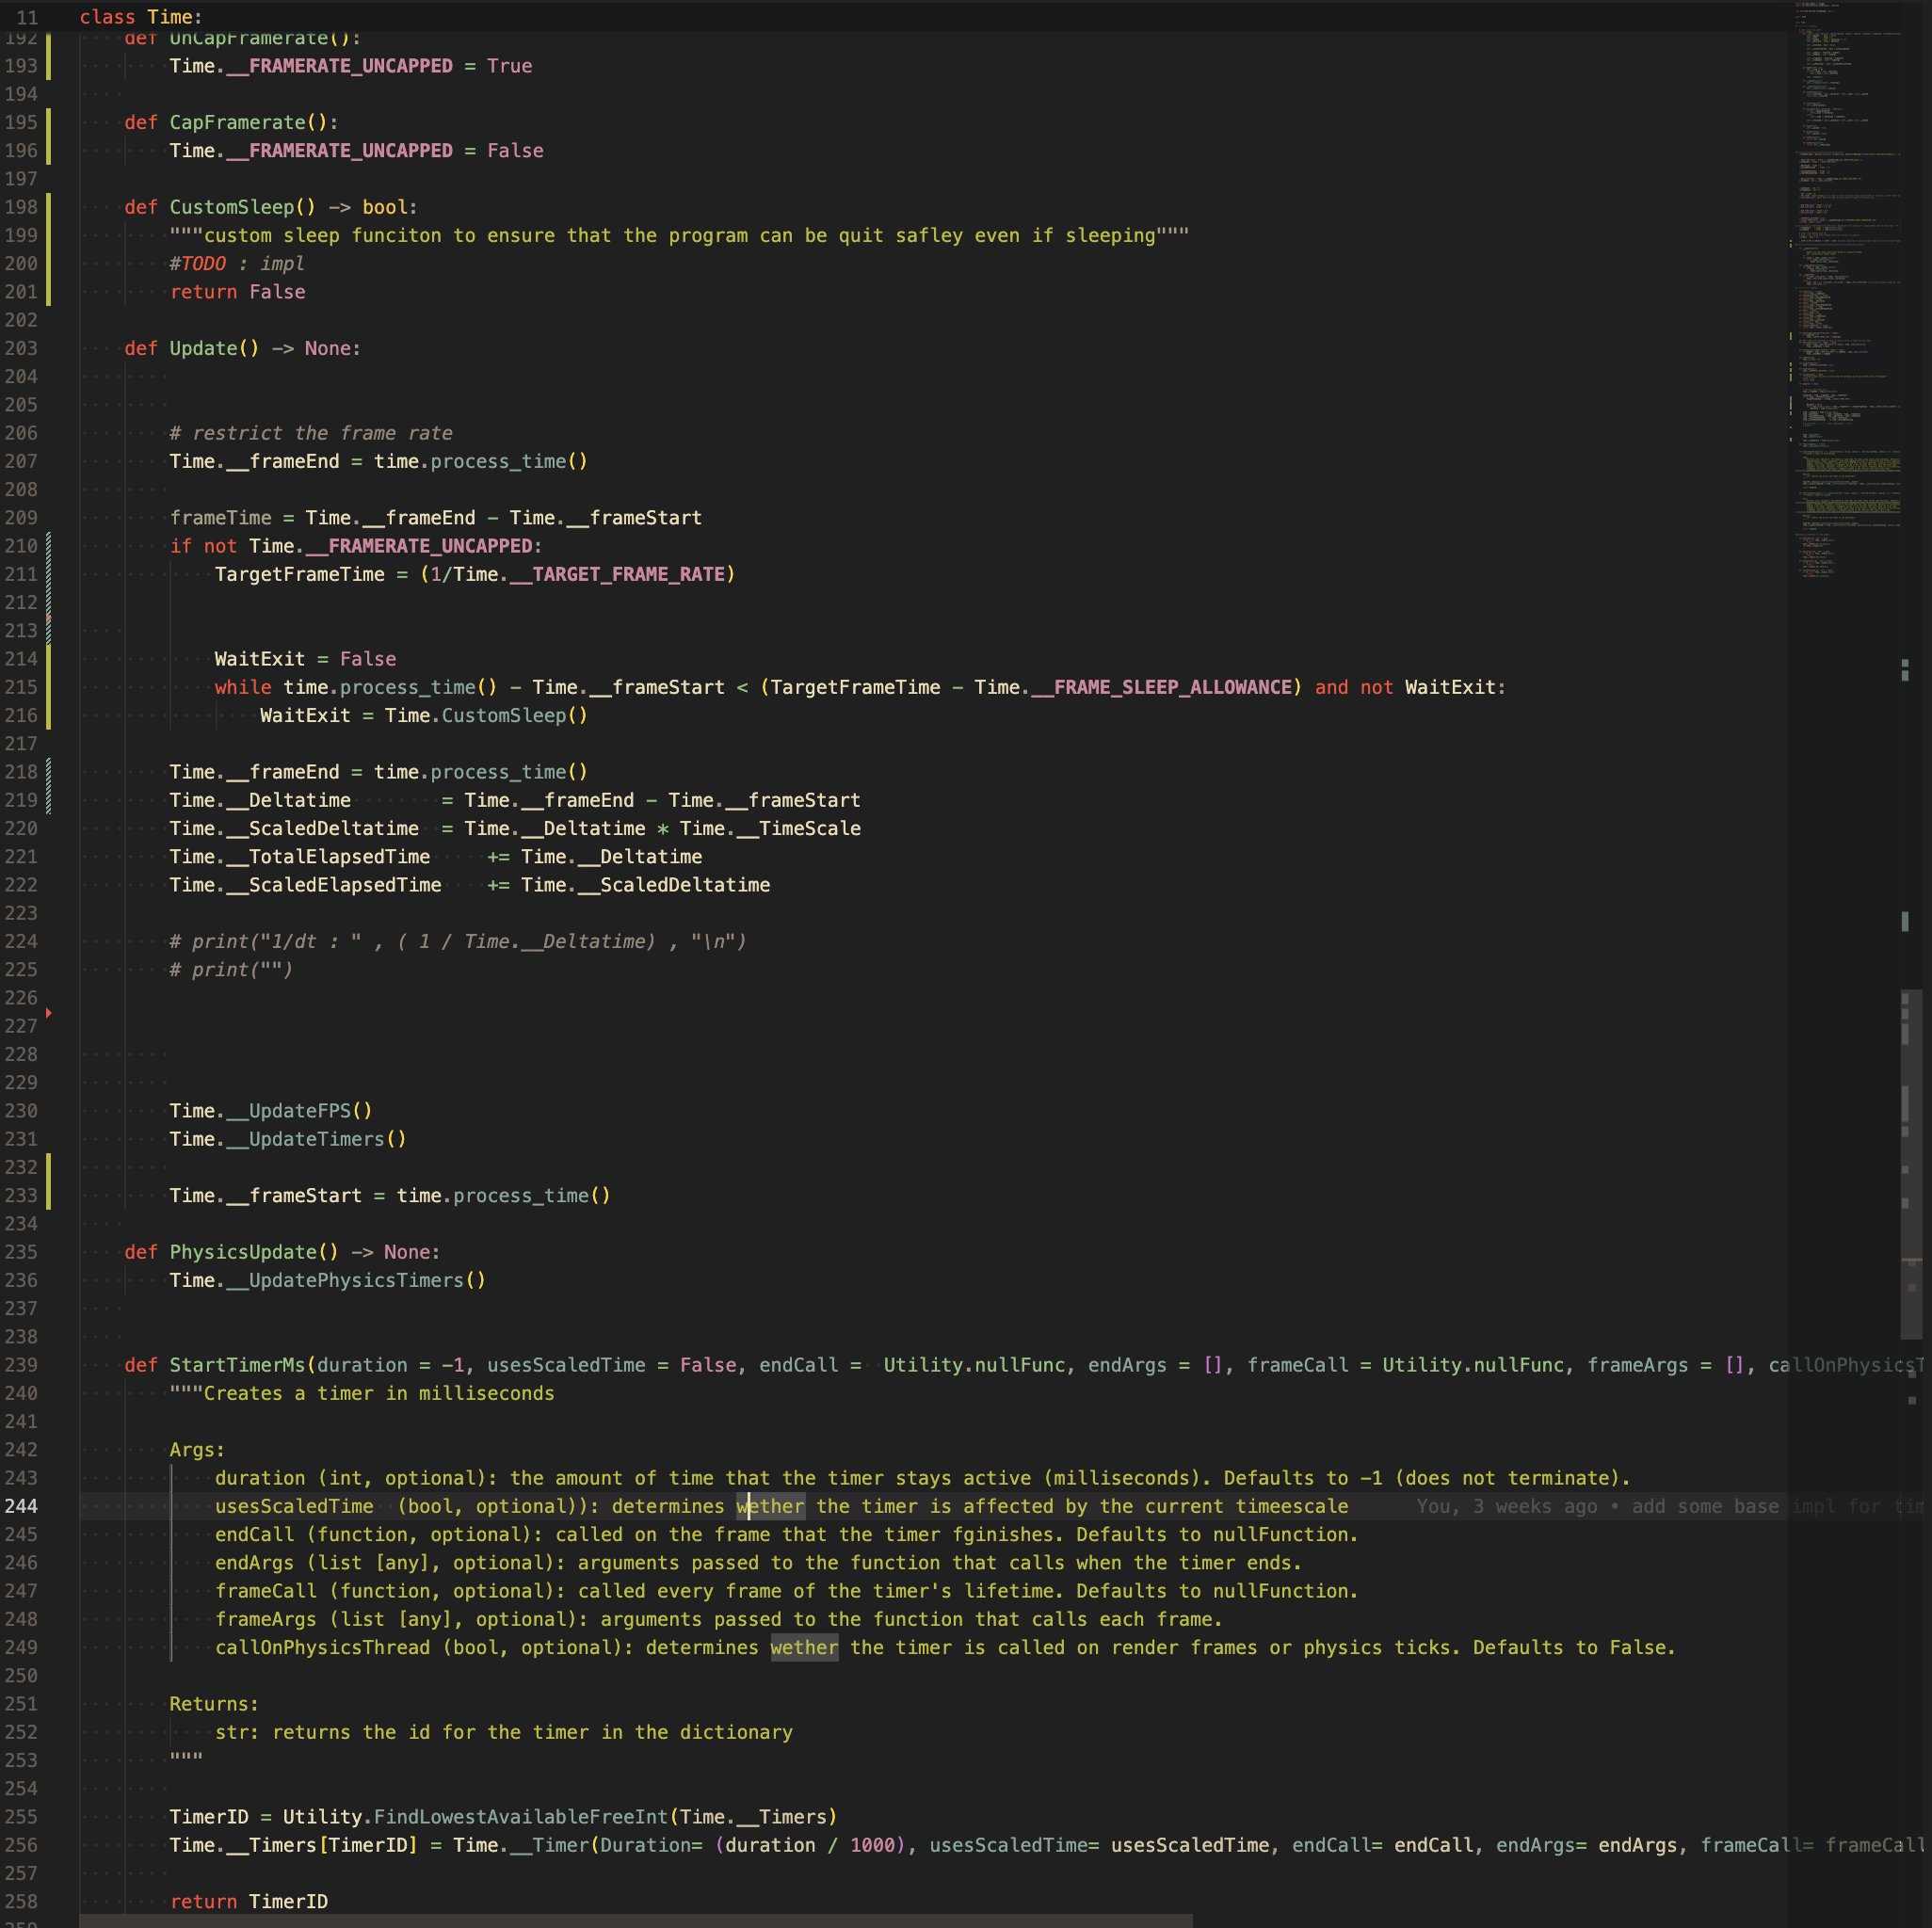 11 class Time:
192 def UnCapFramerate():
193 Time.__FRAMERATE_UNCAPPED = True
194
195 def CapFramerate():
196 Time.__FRAMERATE_UNCAPPED = False
197
198 def CustomSleep() -> bool:
199 """custom sleep funciton to ensure that the program can be quit safley even if sleeping"""
200 #TODO : impl
201 return False
202
203 def Update() -> None:
204
205
206 # restrict the frame rate
207 Time.__frameEnd = time.process_time()
208
209 frameTime = Time.__frameEnd - Time.__frameStart
210 if not Time.__FRAMERATE_UNCAPPED:
211 TargetFrameTime = (1/Time.__TARGET_FRAME_RATE)
212
213
214 WaitExit = False
215 while time.process_time() - Time.__frameStart < (TargetFrameTime - Time.__FRAME_SLEEP_ALLOWANCE) and not WaitExit:
216 WaitExit = Time.CustomSleep()
217
218 Time.__frameEnd = time.process_time()
219 Time.__Deltatime = Time.__frameEnd - Time.__frameStart
220 Time.__ScaledDeltatime = Time.__Deltatime * Time.__TimeScale
221 Time.__TotalElapsedTime += Time.__Deltatime
222 Time.__ScaledElapsedTime += Time.__ScaledDeltatime
223
224 # print("1/dt : " , ( 1 / Time.__Deltatime) , "\n")
225 # print("")
226
227
228
229
230 Time.__UpdateFPS()
231 Time.__UpdateTimers()
232
233 Time.__frameStart = time.process_time()
234
235 def PhysicsUpdate() -> None:
236 Time.__UpdatePhysicsTimers()
237
238
239 def StartTimerMs(duration = -1, usesScaledTime = False, endCall = Utility.nullFunc, endArgs = [], frameCall = Utility.nullFunc, frameArgs = [], callOnPhysicsT
240 """Creates a timer in milliseconds
241
242 Args:
243 duration (int, optional): the amount of time that the timer stays active (milliseconds). Defaults to -1 (does not terminate).
244 usesScaledTime (bool, optional)): determines wether the timer is affected by the current timeescale You, 3 weeks ago • add some base impl for tim
245 endCall (function, optional): called on the frame that the timer fginishes. Defaults to nullFunction.
246 endArgs (list [any], optional): arguments passed to the function that calls when the timer ends.
247 frameCall (function, optional): called every frame of the timer's lifetime. Defaults to nullFunction.
248 frameArgs (list [any], optional): arguments passed to the function that calls each frame.
249 callOnPhysicsThread (bool, optional): determines wether the timer is called on render frames or physics ticks. Defaults to False.
250
251 Returns:
252 str: returns the id for the timer in the dictionary
253 """
254
255 TimerID = Utility.FindLowestAvailableFreeInt(Time.__Timers)
256 Time.__Timers[TimerID] = Time.__Timer(Duration= (duration / 1000), usesScaledTime= usesScaledTime, endCall= endCall, endArgs= endArgs, frameCall= frameCall
257
258 return TimerID